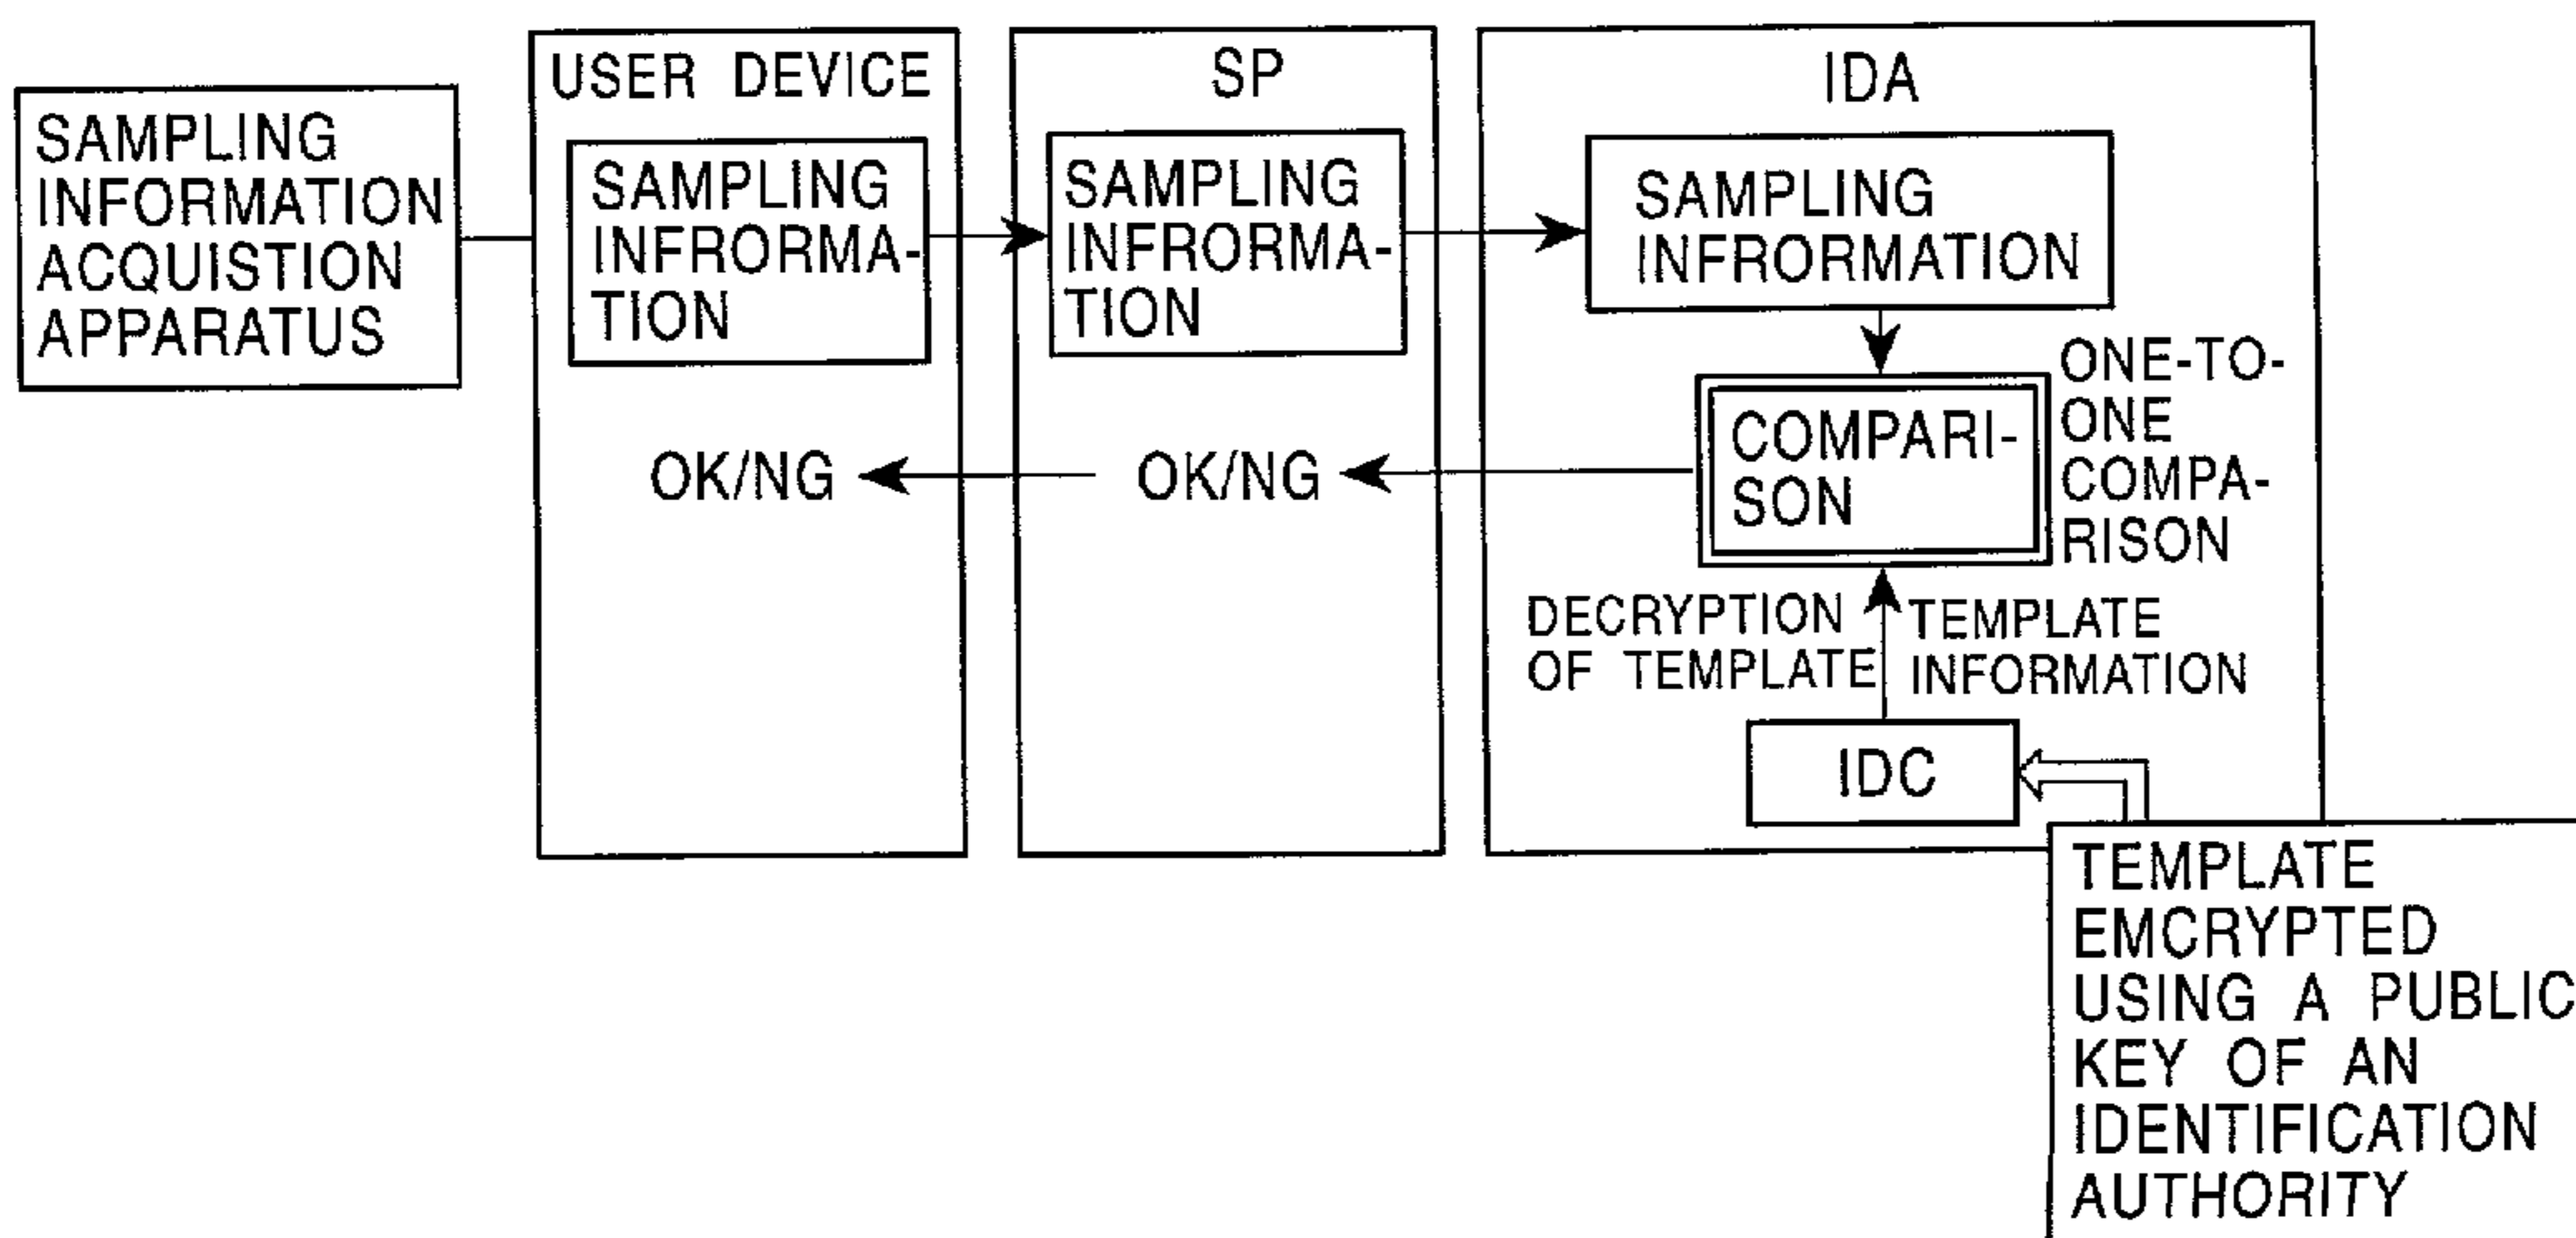 SAMPLING
INFORMATION
ACQUISTION
APPARATUS
USER DEVICE
SAMPLING
INFRORMA-
TION
OK/NG
SP
SAMPLING
INFRORMA-
TION
OK/NG
IDA
SAMPLING
INFRORMATION
COMPARI-
SON
ONE-TO-
ONE
COMPA-
RISON
DECRYPTION
OF TEMPLATE
TEMPLATE
INFORMATION
IDC
TEMPLATE
EMCRYPTED
USING A PUBLIC
KEY OF AN
IDENTIFICATION
AUTHORITY